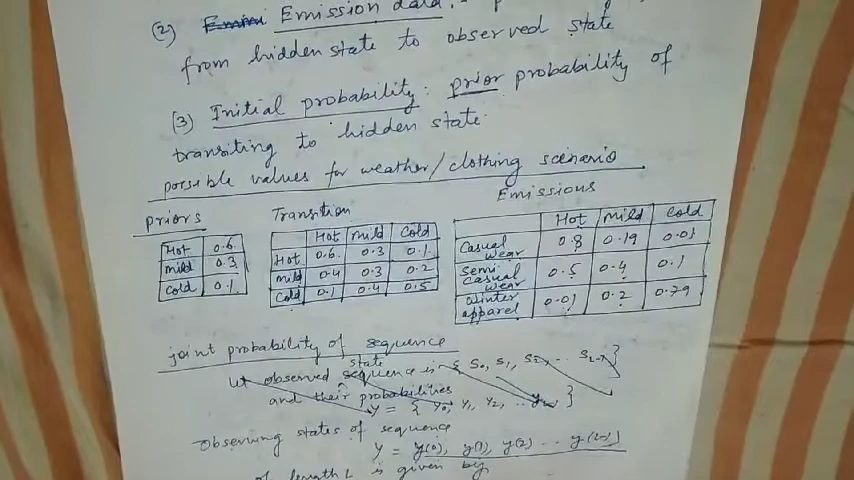 (2) Emission data :-
from hidden state to observed state
(3) Initial probability : prior probability of
transiting to hidden state.
possible values for weather/clothing scenario
priors
Hot 0.6
mild 0.3
cold 0.1
Transition
Hot mild Cold
Hot 0.6 0.3 0.1
mild 0.4 0.3 0.2
Cold 0.1 0.4 0.5
Emissions
Hot mild cold
Casual wear 0.8 0.19 0.01
Semi casual wear 0.5 0.4 0.1
winter apparel 0.01 0.2 0.79
joint probability of sequence
state
let observed sequence is { S0, S1, S2, ...
and their probabilities
y = { y0, y1, y2, ... }
Observing states of sequence
Y = y(0), y(1), y(2) ... y(L-1)
of length L is given by